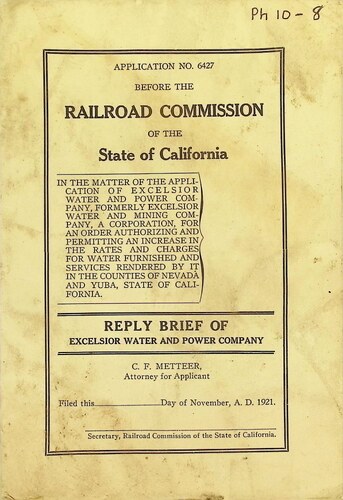 Ph 10-8
APPLICATION NO. 6427
BEFORE THE
RAILROAD COMMISSION
OF THE
State of California
IN THE MATTER OF THE APPLI-
CATION OF EXCELSIOR
WATER AND POWER COM-
PANY, FORMERLY EXCELSIOR
WATER AND MINING COM-
PANY, A CORPORATION, FOR
AN ORDER AUTHORIZING AND
PERMITTING AN INCREASE IN
THE RATES AND CHARGES
FOR WATER FURNISHED AND
SERVICES RENDERED BY IT
IN THE COUNTIES OF NEVADA
AND YUBA, STATE OF CALI-
FORNIA.
REPLY BRIEF OF
EXCELSIOR WATER AND POWER COMPANY
C. F. METTEER,
Attorney for Applicant
Filed this Day of November, A. D. 1921.
Secretary, Railroad Commission of the State of California.